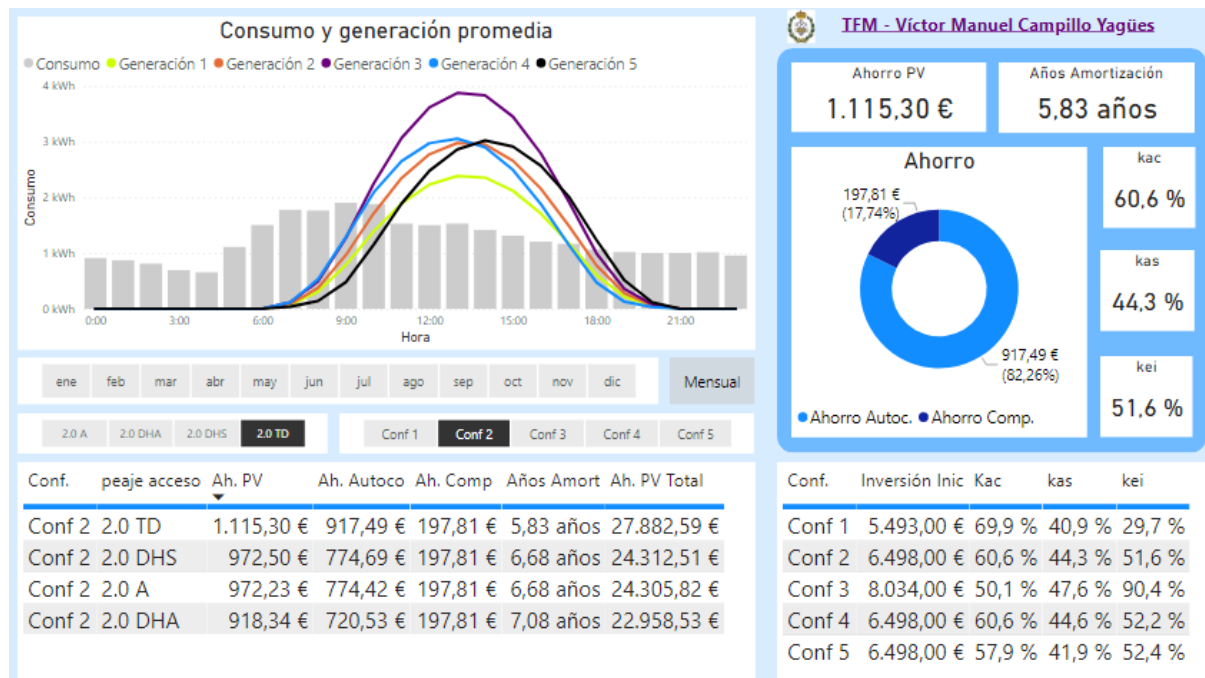 Consumo y generación promedia
Consumo Generación 1 Generación 2 Generación 3 Generación 4 Generación 5
4 kWh
3 kWh
2 kWh
1 kWh
0 kWh
Consumo
0:00 3:00 6:00 9:00 12:00 15:00 18:00 21:00
Hora
ene feb mar abr may jun jul ago sep oct nov dic Mensual
2.0 A 2.0 DHA 2.0 DHS 2.0 TD
Conf 1 Conf 2 Conf 3 Conf 4 Conf 5
Conf. peaje acceso Ah. PV Ah. Autoco Ah. Comp Años Amort Ah. PV Total
Conf 2 2.0 TD 1.115,30 € 917,49 € 197,81 € 5,83 años 27.882,59 €
Conf 2 2.0 DHS 972,50 € 774,69 € 197,81 € 6,68 años 24.312,51 €
Conf 2 2.0 A 972,23 € 774,42 € 197,81 € 6,68 años 24.305,82 €
Conf 2 2.0 DHA 918,34 € 720,53 € 197,81 € 7,08 años 22.958,53 €
TFM - Víctor Manuel Campillo Yagües
Ahorro PV
1.115,30 €
Años Amortización
5,83 años
Ahorro
197,81 €
(17,74%)
917,49 €
(82,26%)
Ahorro Autoc. Ahorro Comp.
kac
60,6 %
kas
44,3 %
kei
51,6 %
Conf. Inversión Inic Kac kas kei
Conf 1 5.493,00 € 69,9 % 40,9 % 29,7 %
Conf 2 6.498,00 € 60,6 % 44,3 % 51,6 %
Conf 3 8.034,00 € 50,1 % 47,6 % 90,4 %
Conf 4 6.498,00 € 60,6 % 44,6 % 52,2 %
Conf 5 6.498,00 € 57,9 % 41,9 % 52,4 %